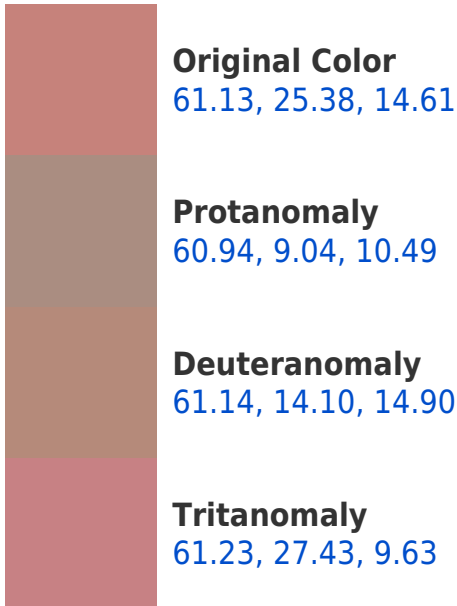 Original Color
61.13, 25.38, 14.61
Protanomaly
60.94, 9.04, 10.49
Deuteranomaly
61.14, 14.10, 14.90
Tritanomaly
61.23, 27.43, 9.63